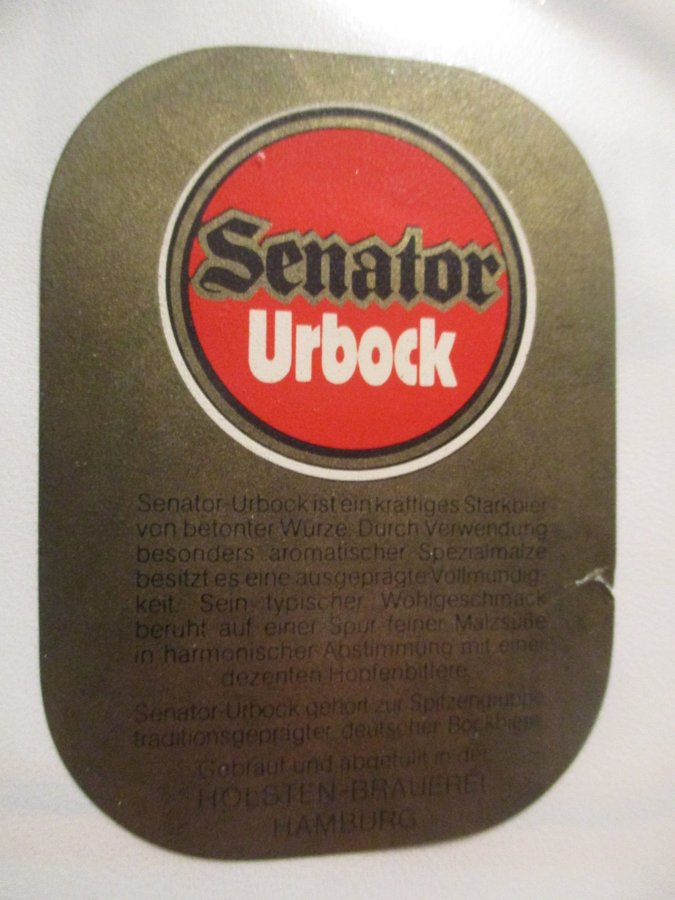 Senator
Urbock
Senator-Urbock ist ein kräftiges Starkbier
von betonter Würze. Durch Verwendung
besonders aromatischer Spezialmalze
besitzt es eine ausgeprägte Vollmundig-
keit. Sein typischer Wohlgeschmack
beruht auf einer Spur feiner Malzsüße
in harmonischer Abstimmung mit einer
dezenten Hopfenbittere.
Senator-Urbock gehört zur Spitzengruppe
traditionsgeprägter, deutscher Bockbiere.
Gebraut und abgefüllt in der
HOLSTEN-BRAUEREI
HAMBURG